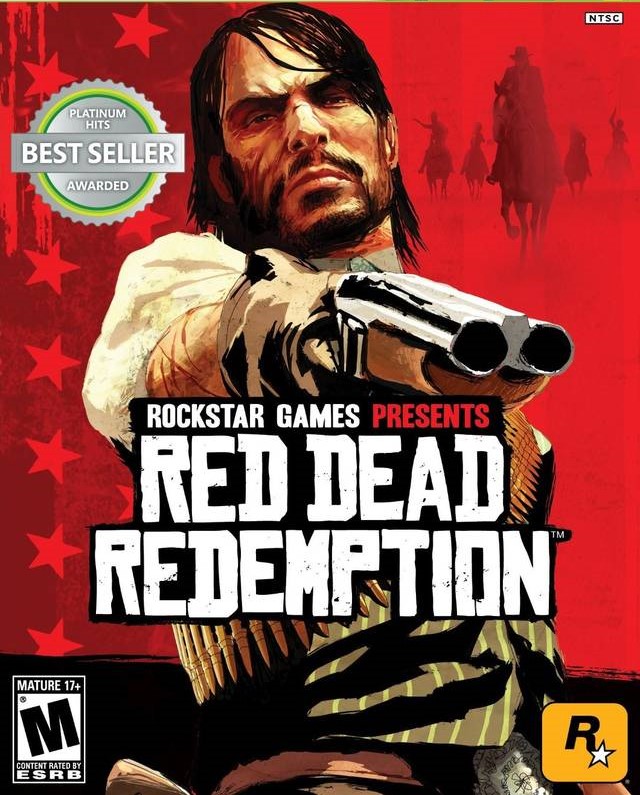 NTSC
PLATINUM
HITS
BEST SELLER
AWARDED
ROCKSTAR GAMES PRESENTS
RED DEAD
REDEMPTION™
MATURE 17+
M
®
CONTENT RATED BY
ESRB
R